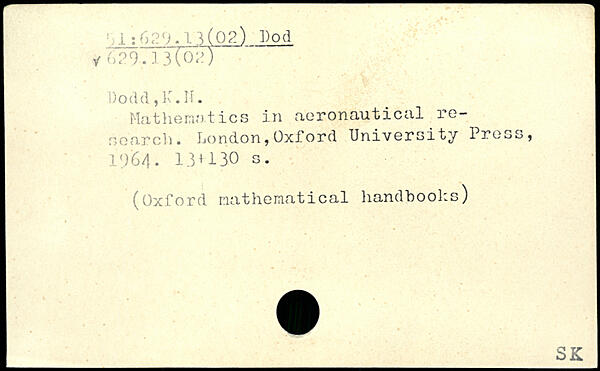 51:629.13(02) Dod
v 629.13(02)
Dodd,K.N.
Mathematics in aeronautical re-
search. London,Oxford University Press,
1964. 13+130 s.
(Oxford mathematical handbooks)
SK